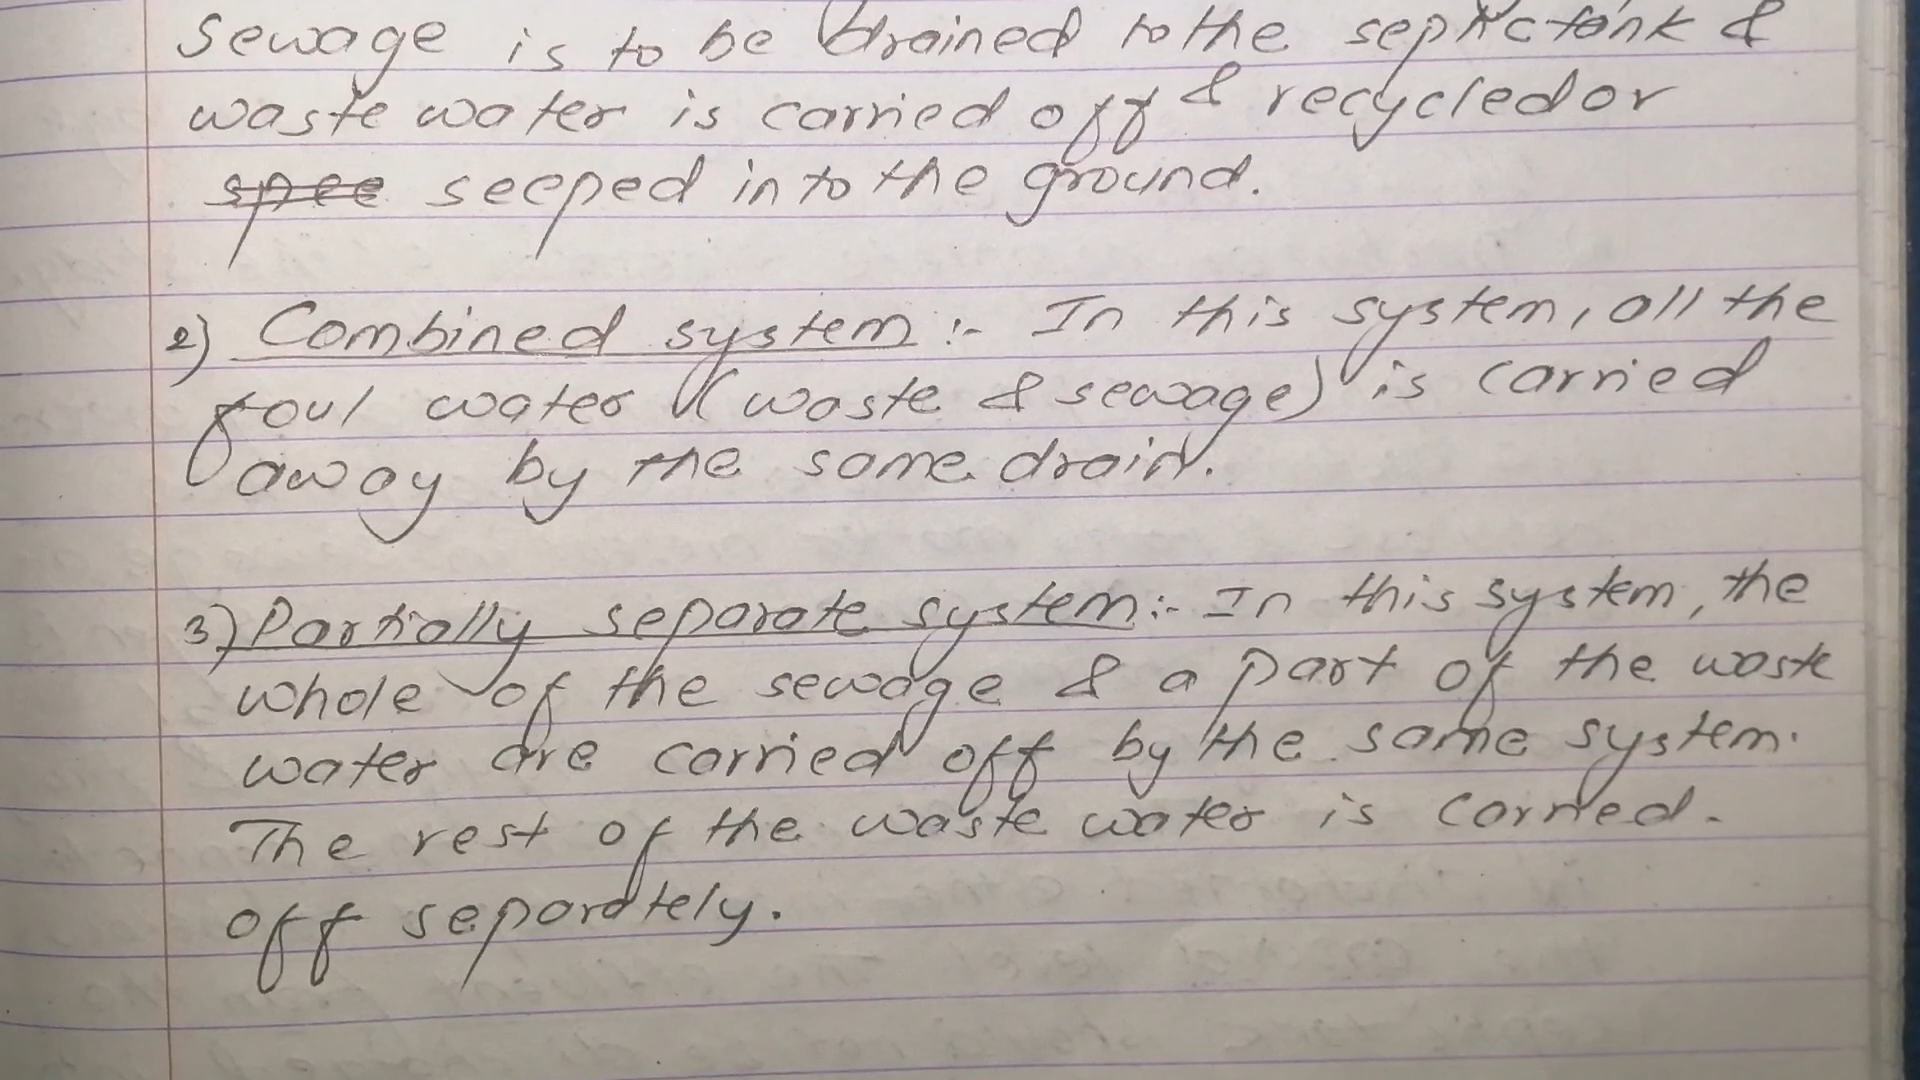 sewage is to be drained to the septic tank &
waste water is carried off & recycled or
spee seeped into the ground.
2) Combined system :- In this system, all the
foul water (waste & sewage) is carried
away by the same drain.
3) Partially separate system :- In this system, the
whole of the sewage & a part of the waste
water are carried off by the same system.
The rest of the waste water is carried.
off separately.